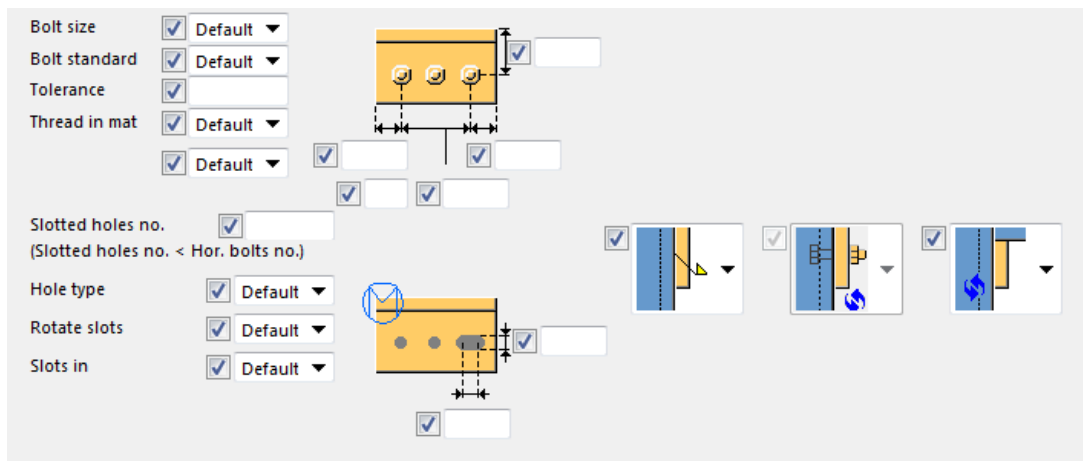 Bolt size Default
Bolt standard Default
Tolerance
Thread in mat Default
Default
Slotted holes no.
(Slotted holes no. < Hor. bolts no.)
Hole type Default
Rotate slots Default
Slots in Default